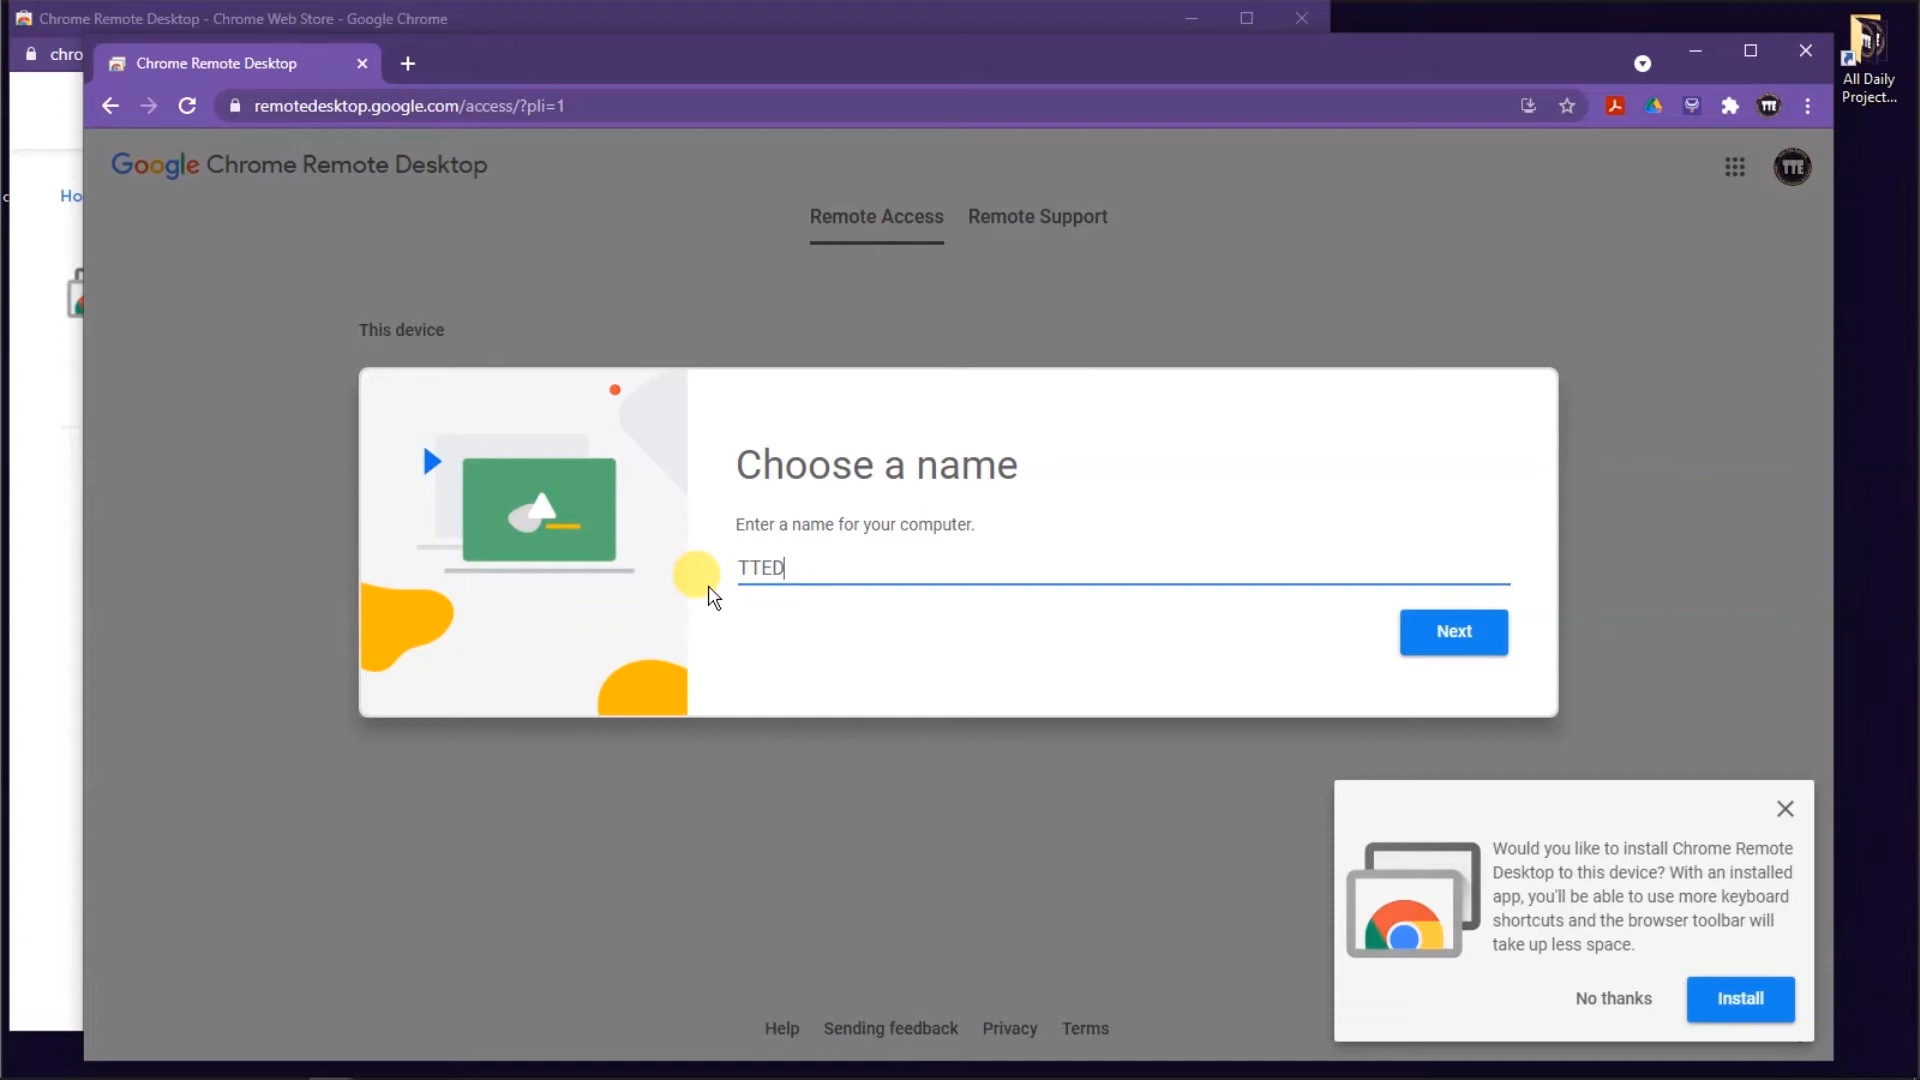 Chrome Remote Desktop - Chrome Web Store - Google Chrome
chro
Chrome Remote Desktop
remotedesktop.google.com/access/?pli=1
TTE
All Daily
Project...
Google Chrome Remote Desktop
TTE
Ho
Remote Access Remote Support
This device
Choose a name
Enter a name for your computer.
TTED
Next
Would you like to install Chrome Remote
Desktop to this device? With an installed
app, you'll be able to use more keyboard
shortcuts and the browser toolbar will
take up less space.
No thanks Install
Help Sending feedback Privacy Terms